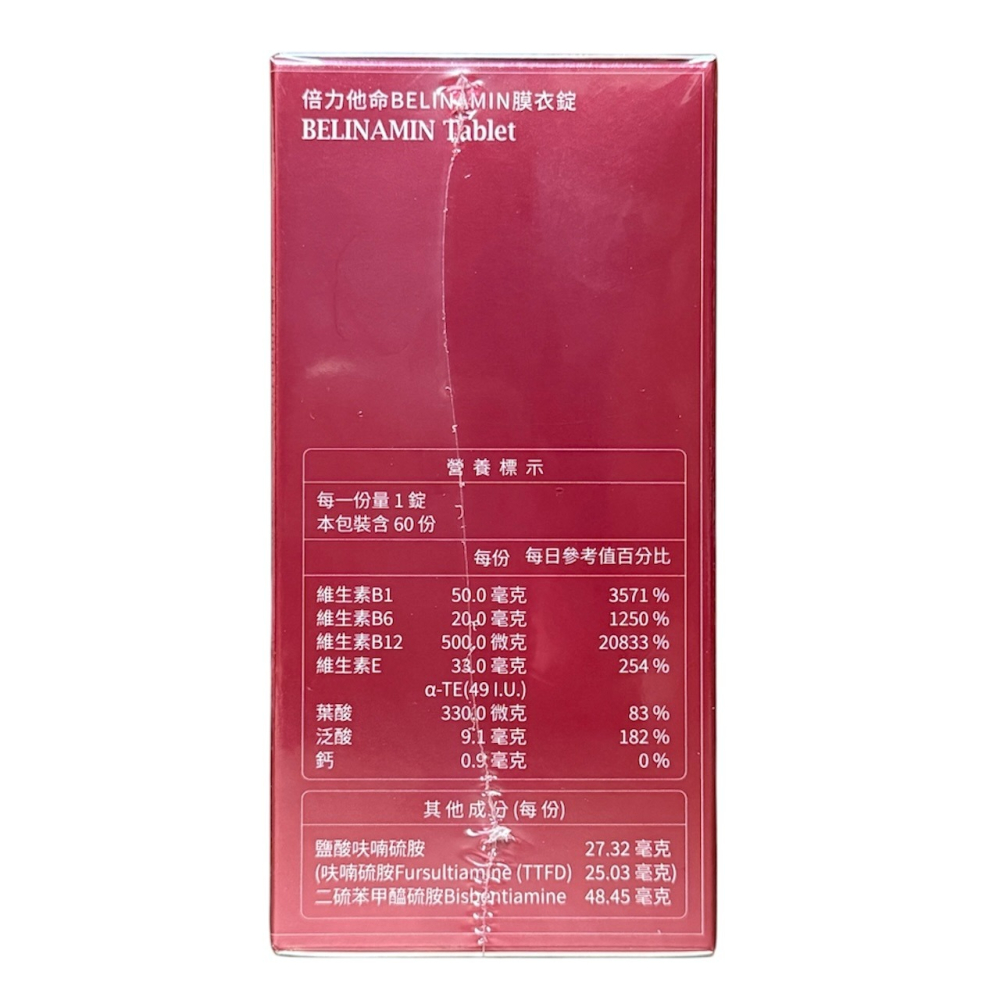 倍力他命BELINAMIN膜衣錠
BELINAMIN Tablet
營養標示
每一份量 1 錠
本包裝含 60 份
每份 每日參考值百分比
維生素B1 50.0 毫克 3571 %
維生素B6 20.0 毫克 1250 %
維生素B12 500.0 微克 20833 %
維生素E 33.0 毫克 254 %
α-TE(49 I.U.)
葉酸 330.0 微克 83 %
泛酸 9.1 毫克 182 %
鈣 0.9 毫克 0 %
其他成分 (每份)
鹽酸呋喃硫胺 27.32 毫克
(呋喃硫胺Fursultiamine (TTFD) 25.03 毫克)
二硫苯甲醯硫胺Bisbentiamine 48.45 毫克